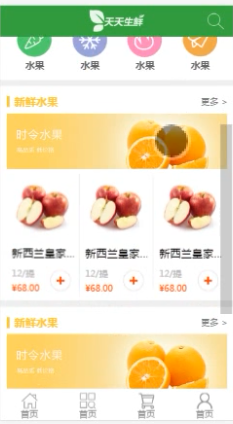 天天生鲜
水果 水果 水果 水果
新鲜水果 更多 >
时令水果
新西兰皇家... 新西兰皇家... 新西兰皇家...
12/提 12/提 12/提
¥68.00 ¥68.00 ¥68.00
新鲜水果 更多 >
时令水果
首页 首页 首页 首页